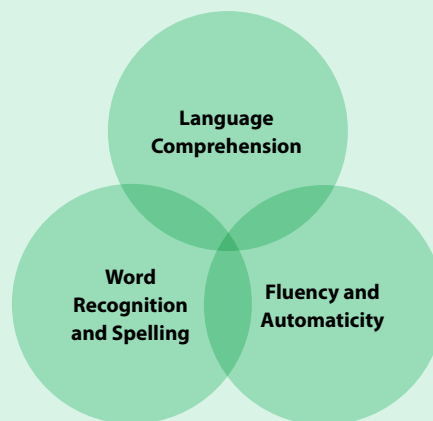 Language
Comprehension
Word
Recognition
and Spelling
Fluency and
Automaticity